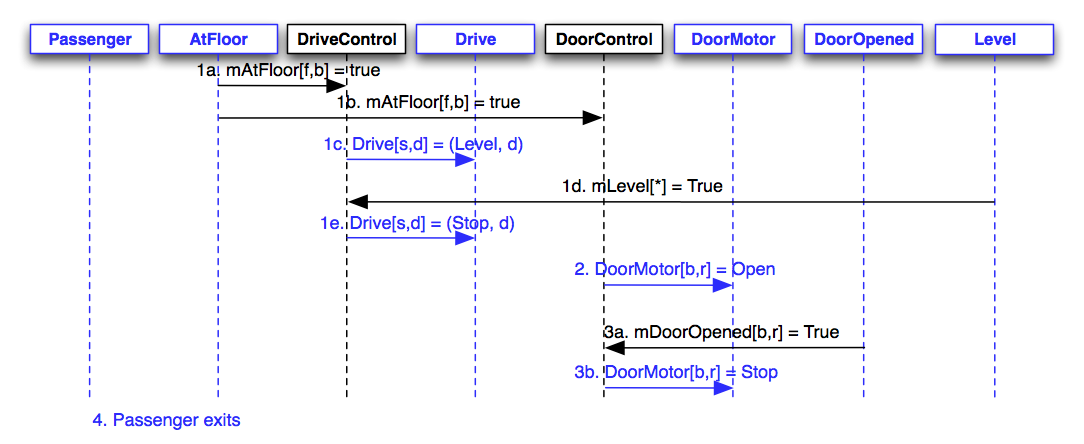 Passenger AtFloor DriveControl Drive DoorControl DoorMotor DoorOpened Level
1a. mAtFloor[f,b] = true
1b. mAtFloor[f,b] = true
1c. Drive[s,d] = (Level, d)
1d. mLevel[*] = True
1e. Drive[s,d] = (Stop, d)
2. DoorMotor[b,r] = Open
3a. mDoorOpened[b,r] = True
3b. DoorMotor[b,r] = Stop
4. Passenger exits